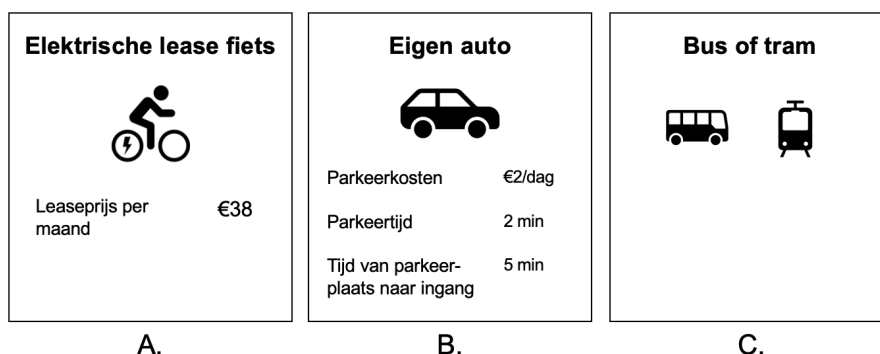 Elektrische lease fiets
Leaseprijs per
maand
€38
A.
Eigen auto
Parkeerkosten €2/dag
Parkeertijd 2 min
Tijd van parkeer-
plaats naar ingang
5 min
B.
Bus of tram
C.